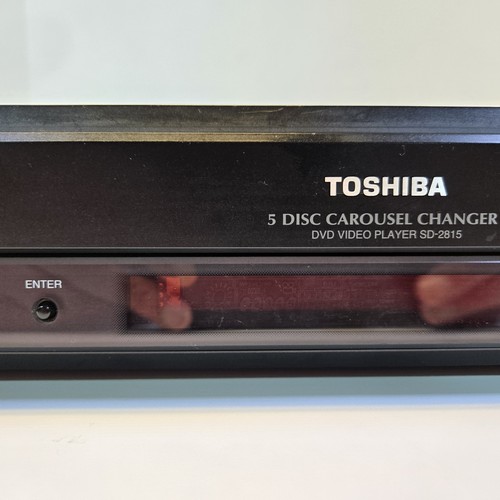 TOSHIBA
5 DISC CAROUSEL CHANGER
DVD VIDEO PLAYER SD-2815
ENTER